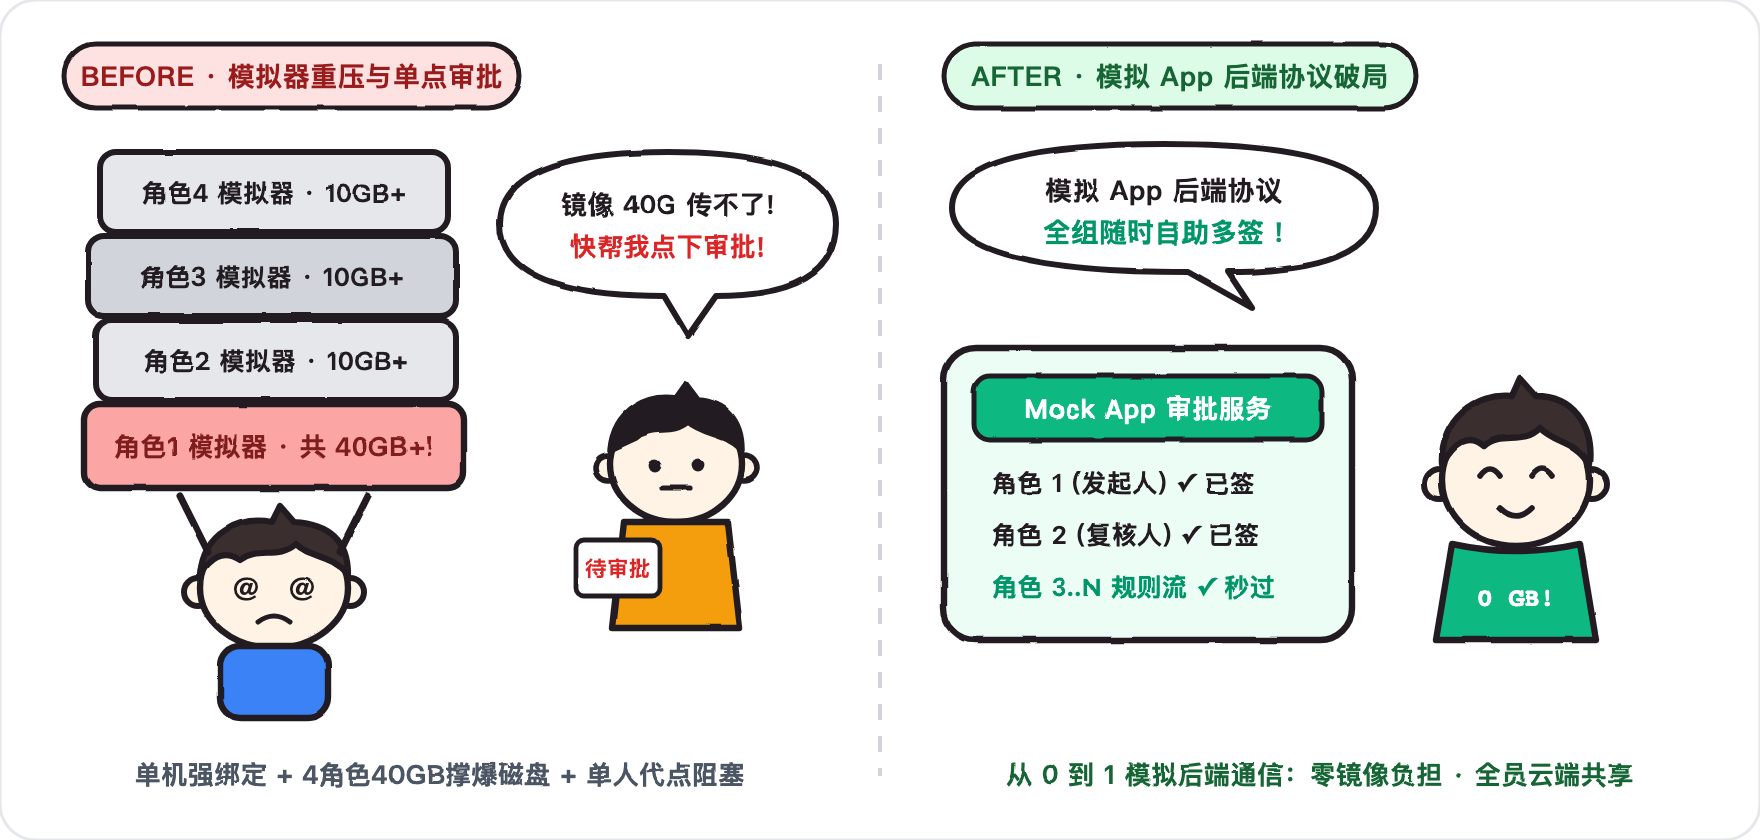 BEFORE · 模拟器重压与单点审批
角色4 模拟器 · 10GB+
角色3 模拟器 · 10GB+
角色2 模拟器 · 10GB+
角色1 模拟器 · 共 40GB+!
镜像 40G 传不了!
快帮我点下审批!
@ @
待审批
单机强绑定 + 4角色40GB撑爆磁盘 + 单人代点阻塞
AFTER · 模拟 App 后端协议破局
模拟 App 后端协议
全组随时自助多签！
Mock App 审批服务
角色 1 (发起人) ✓ 已签
角色 2 (复核人) ✓ 已签
角色 3..N 规则流 ✓ 秒过
0 GB!
从 0 到 1 模拟后端通信：零镜像负担 · 全员云端共享